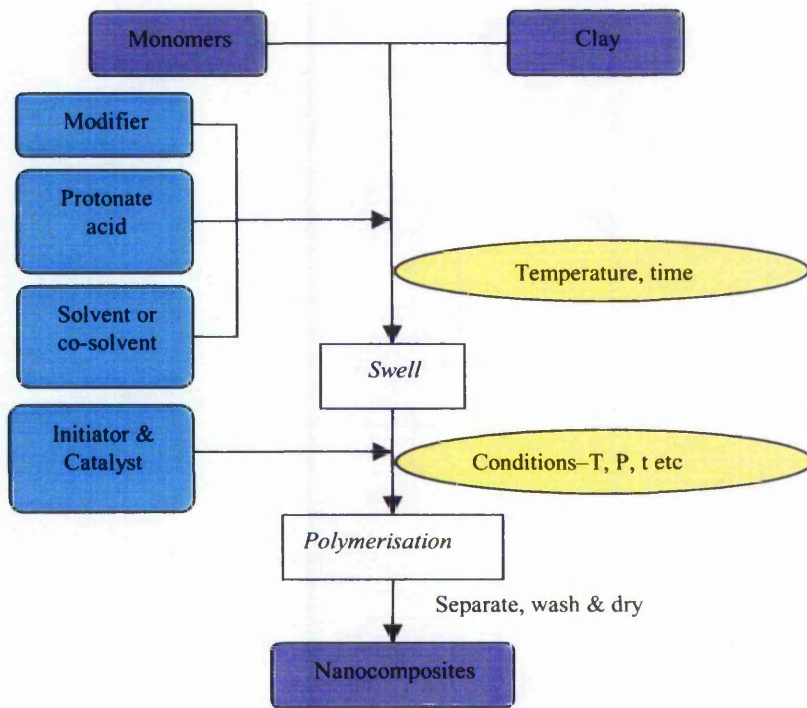 Monomers
Clay
Modifier
Protonate
acid
Temperature, time
Solvent or
co-solvent
Swell
Initiator &
Catalyst
Conditions–T, P, t etc
Polymerisation
Separate, wash & dry
Nanocomposites